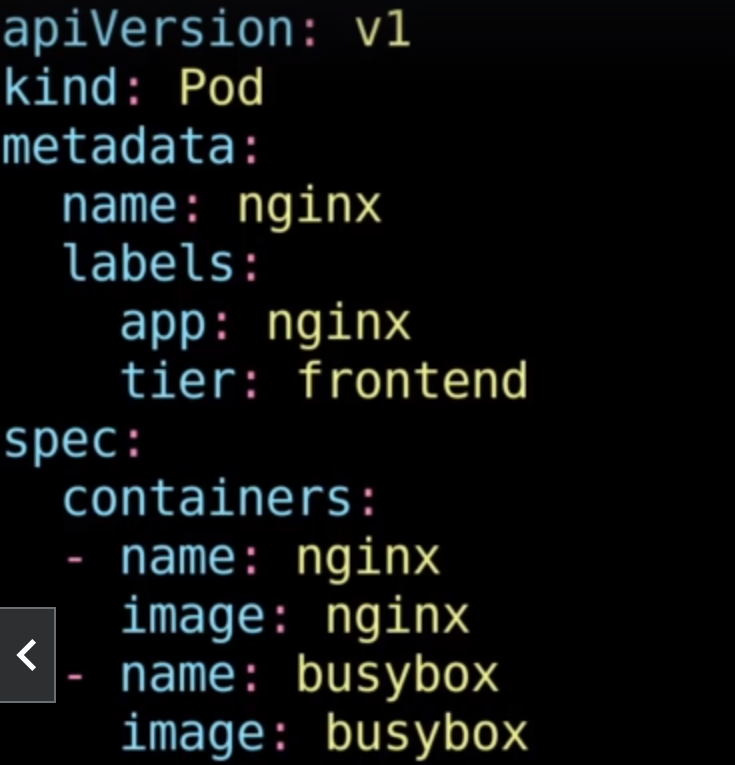 apiVersion: v1
kind: Pod
metadata:
  name: nginx
  labels:
    app: nginx
    tier: frontend
spec:
  containers:
  - name: nginx
    image: nginx
  - name: busybox
    image: busybox